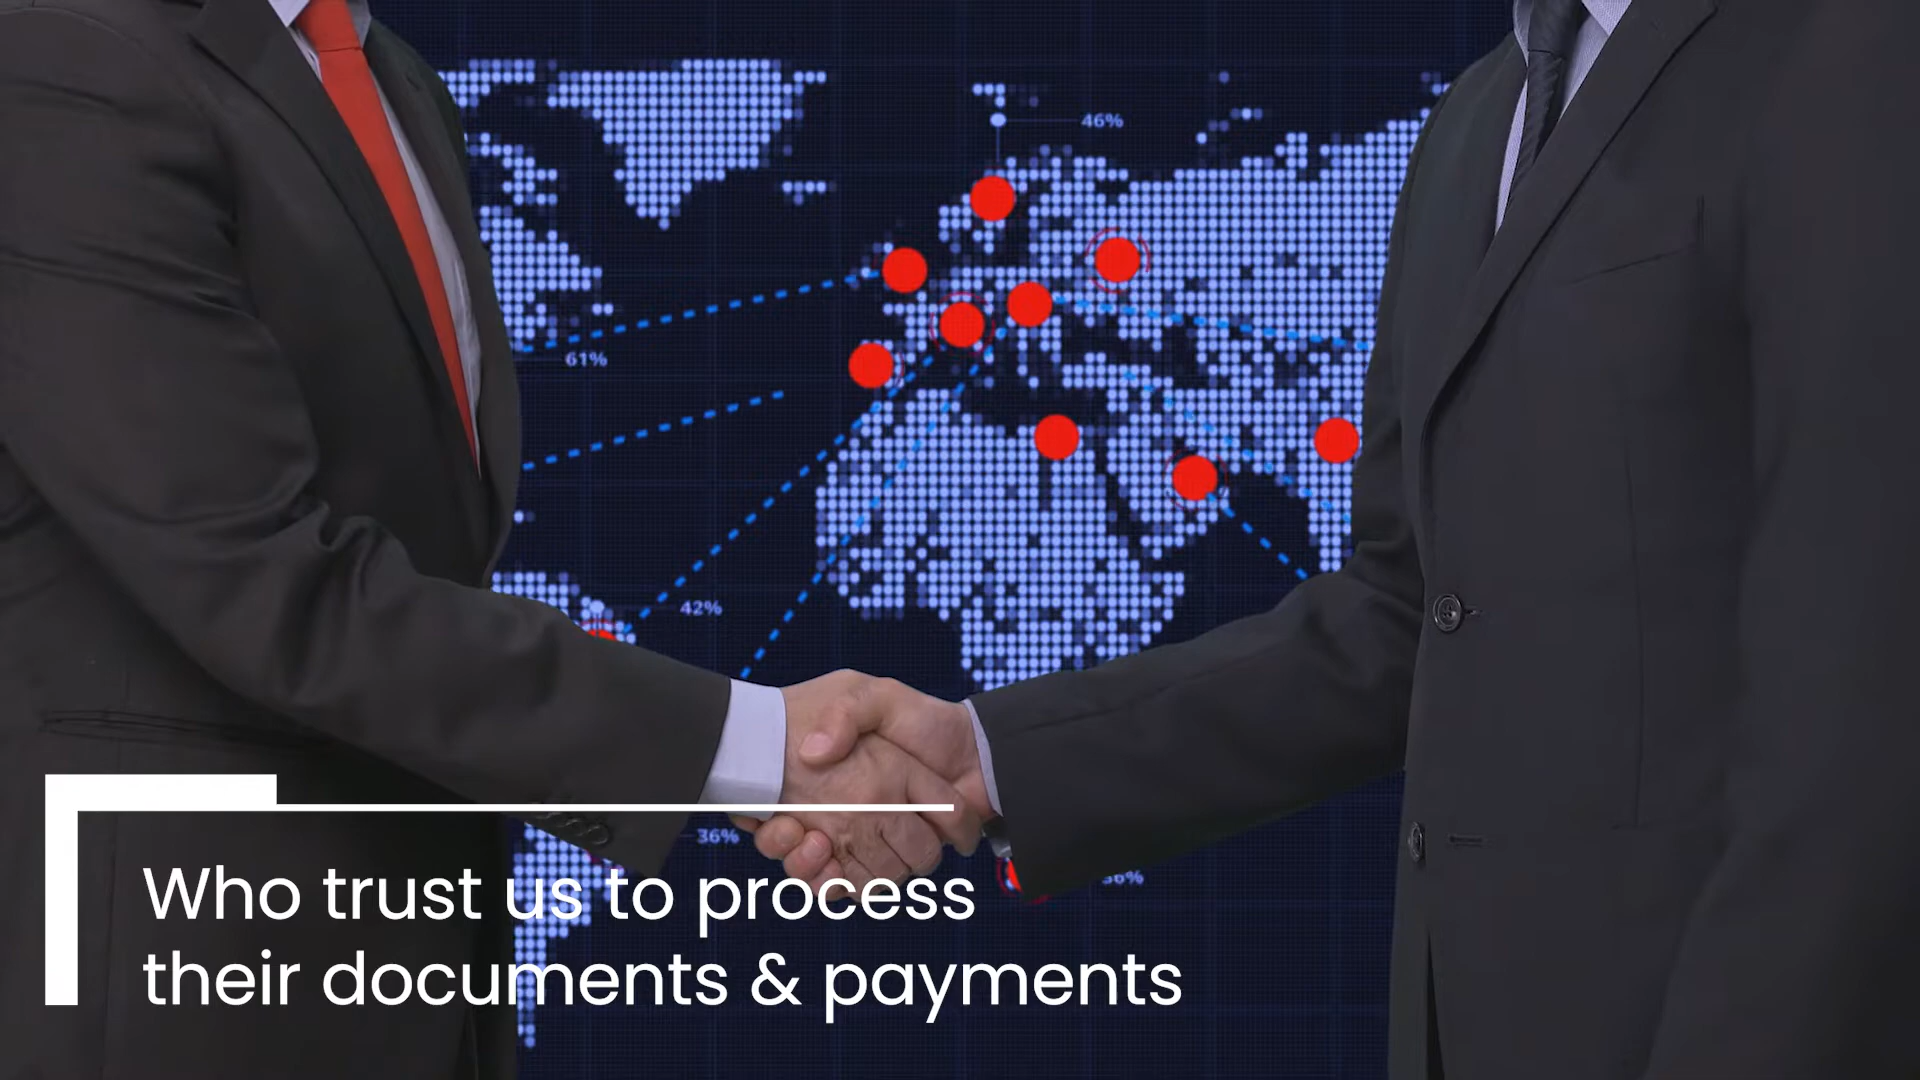 46%
61%
42%
36%
36%
Who trust us to process
their documents & payments